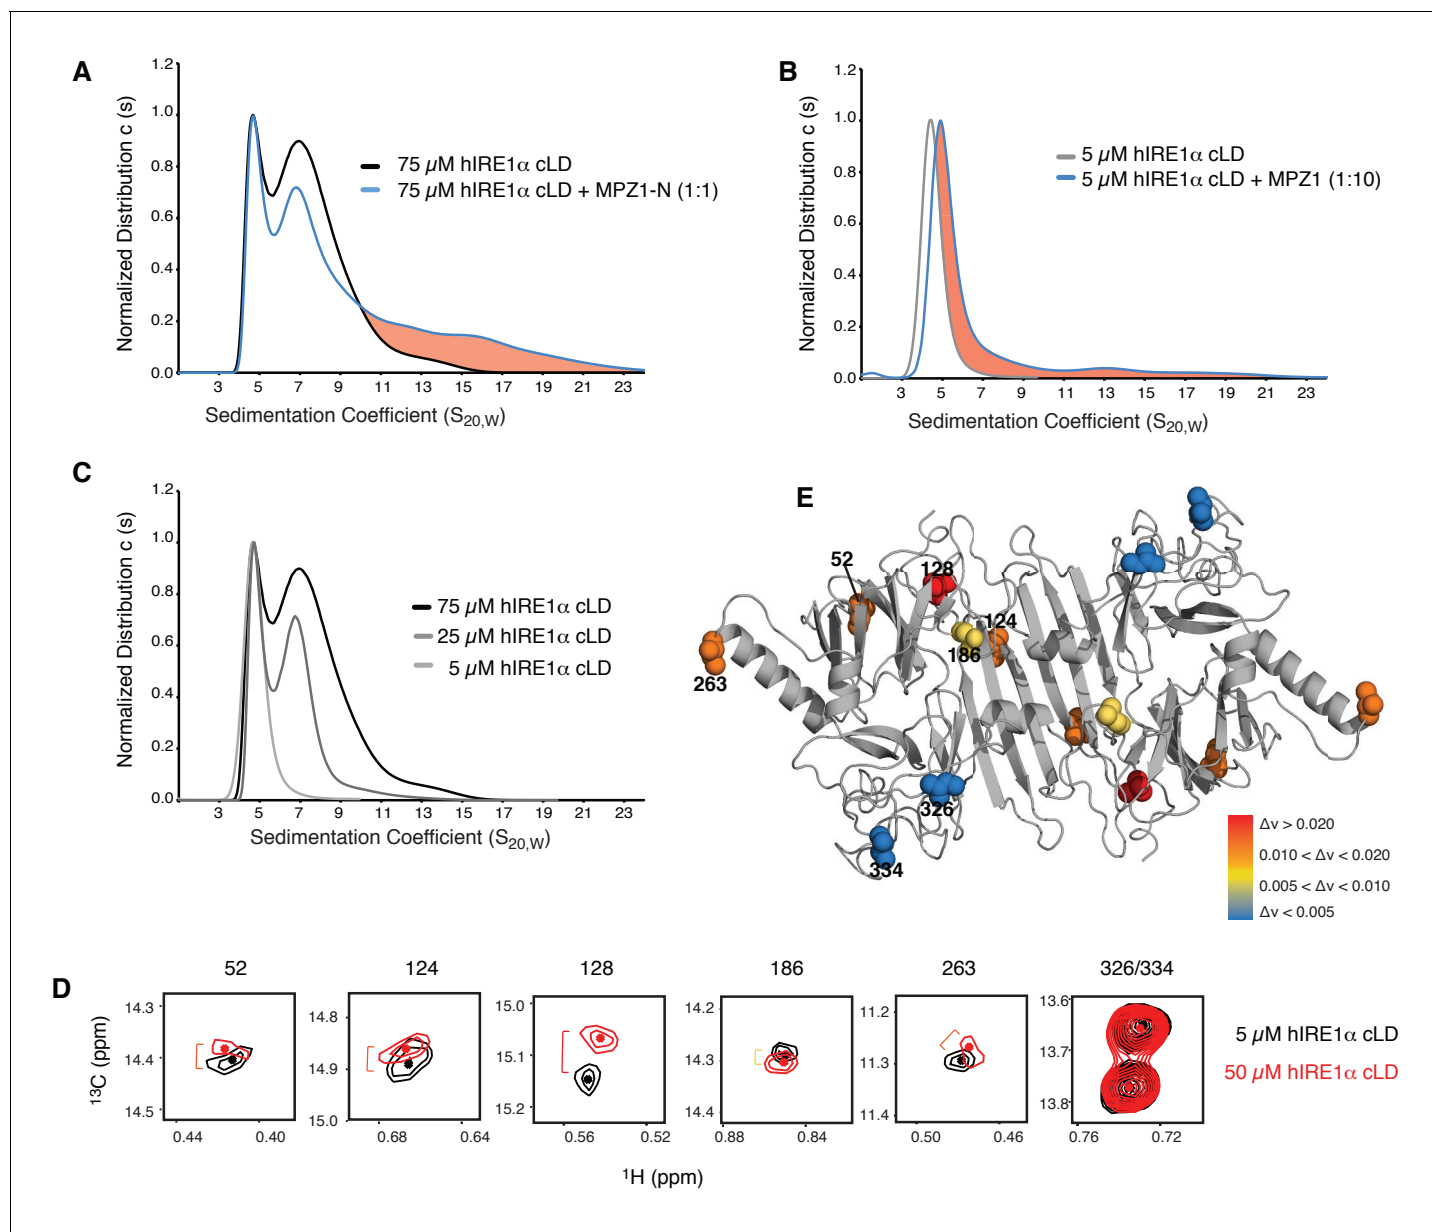 A
Normalized Distribution c (s)
1.2
1.0
0.8
0.6
0.4
0.2
0.0
3 5 7 9 11 13 15 17 19 21 23
Sedimentation Coefficient (S20,W)
75 µM hIRE1α cLD
75 µM hIRE1α cLD + MPZ1-N (1:1)
B
Normalized Distribution c (s)
1.2
1.0
0.8
0.6
0.4
0.2
0.0
3 5 7 9 11 13 15 17 19 21 23
Sedimentation Coefficient (S20,W)
5 µM hIRE1α cLD
5 µM hIRE1α cLD + MPZ1 (1:10)
C
Normalized Distribution c (s)
1.2
1.0
0.8
0.6
0.4
0.2
0.0
3 5 7 9 11 13 15 17 19 21 23
Sedimentation Coefficient (S20,W)
75 µM hIRE1α cLD
25 µM hIRE1α cLD
5 µM hIRE1α cLD
E
52
128
124
186
263
326
334
Δv > 0.020
0.010 < Δv < 0.020
0.005 < Δv < 0.010
Δv < 0.005
D
13C (ppm)
52
14.3
14.4
14.5
0.44 0.40
124
14.8
14.9
15.0
0.68 0.64
128
15.0
15.1
15.2
0.56 0.52
186
14.2
14.3
14.4
0.88 0.84
263
11.2
11.3
11.4
0.50 0.46
326/334
13.6
13.7
13.8
0.76 0.72
5 µM hIRE1α cLD
50 µM hIRE1α cLD
1H (ppm)